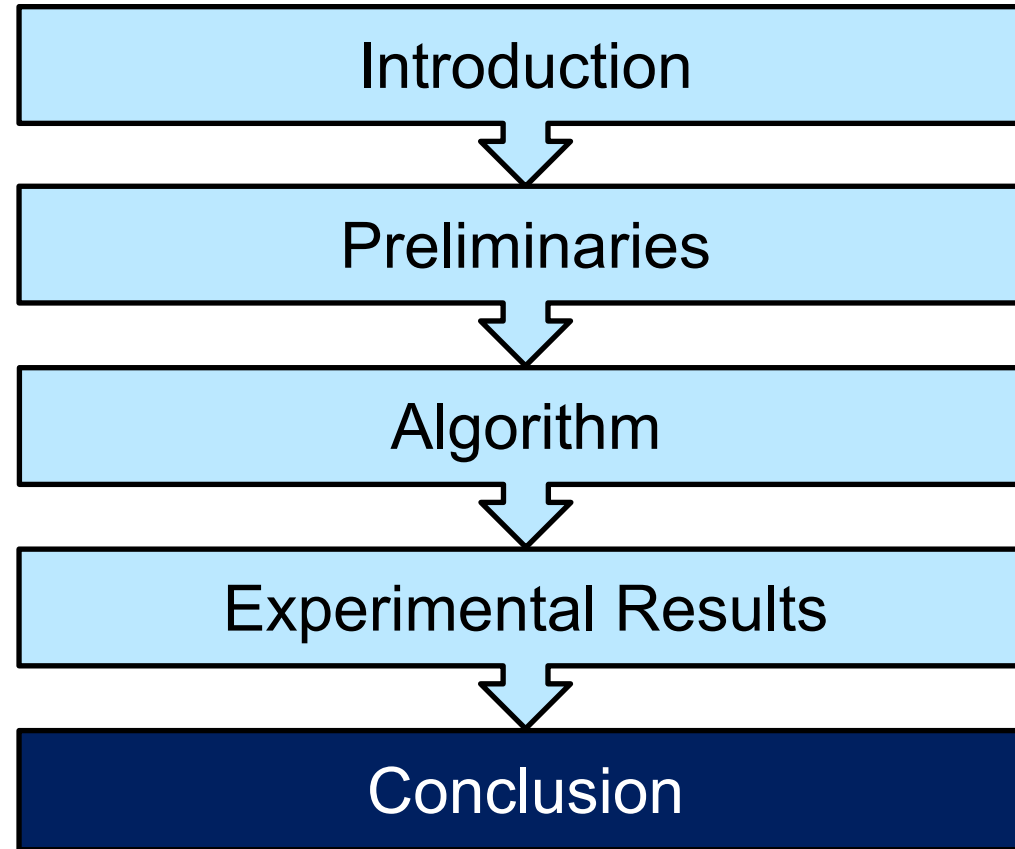 Introduction
Preliminaries
Algorithm
Experimental Results
Conclusion